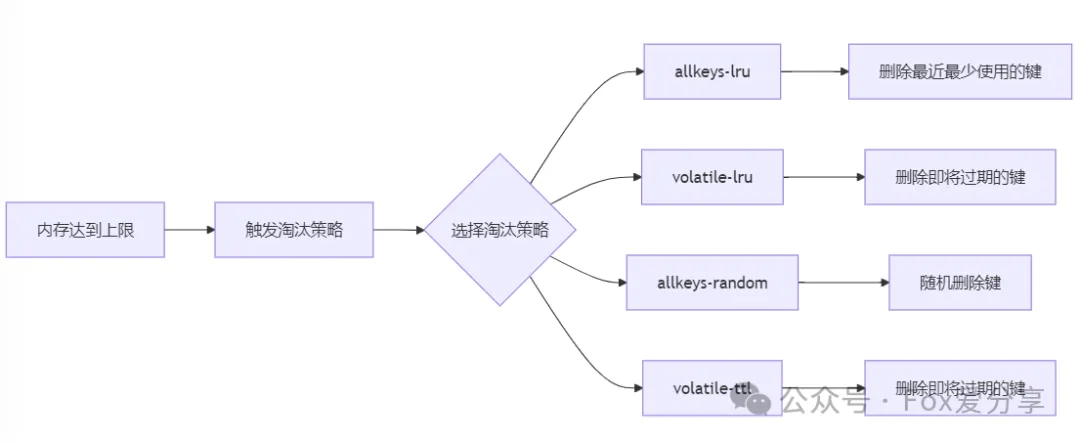 内存达到上限
触发淘汰策略
选择淘汰策略
allkeys-lru
删除最近最少使用的键
volatile-lru
删除即将过期的键
allkeys-random
随机删除键
volatile-ttl
删除即将过期的键
公众号·Fox爱分享